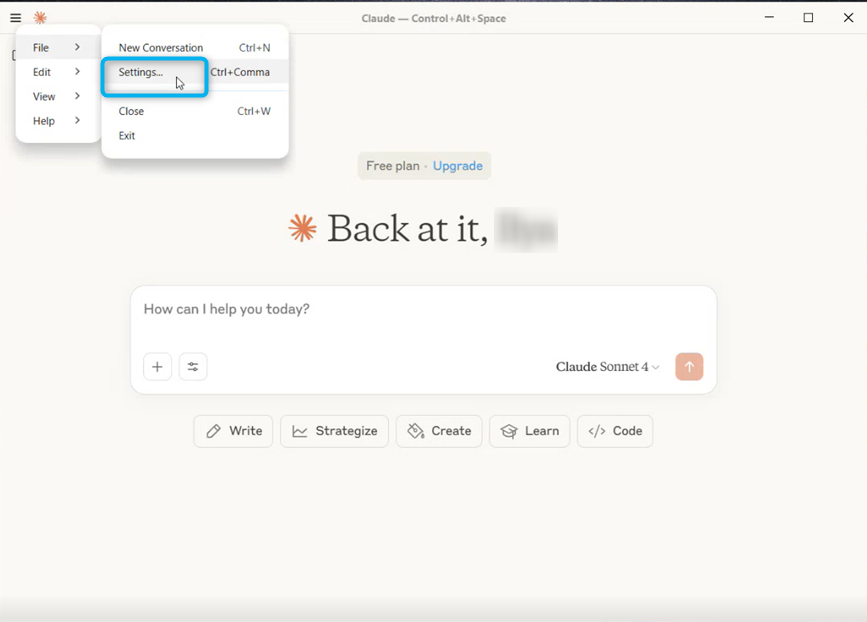 Claude — Control+Alt+Space
File
Edit
View
Help
New Conversation Ctrl+N
Settings... Ctrl+Comma
Close Ctrl+W
Exit
Free plan · Upgrade
Back at it,
How can I help you today?
Claude Sonnet 4
Write Strategize Create Learn </> Code